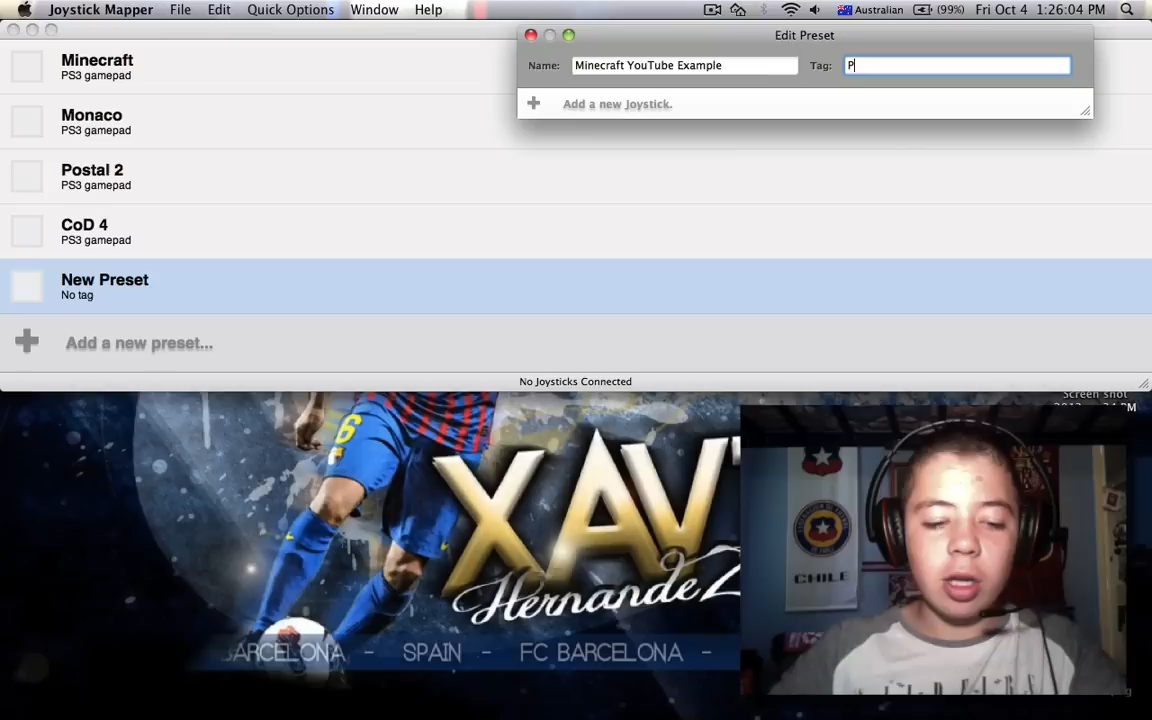 Joystick Mapper File Edit Quick Options Window Help Australian (99%) Fri Oct 4 1:26:04 PM
Edit Preset
Name: Minecraft YouTube Example Tag: P
Add a new Joystick.
Minecraft
PS3 gamepad
Monaco
PS3 gamepad
Postal 2
PS3 gamepad
CoD 4
PS3 gamepad
New Preset
No tag
Add a new preset...
No Joysticks Connected
Screen shot
6
XAV
Hernandez
BARCELONA - SPAIN - FC BARCELONA -
CHILE